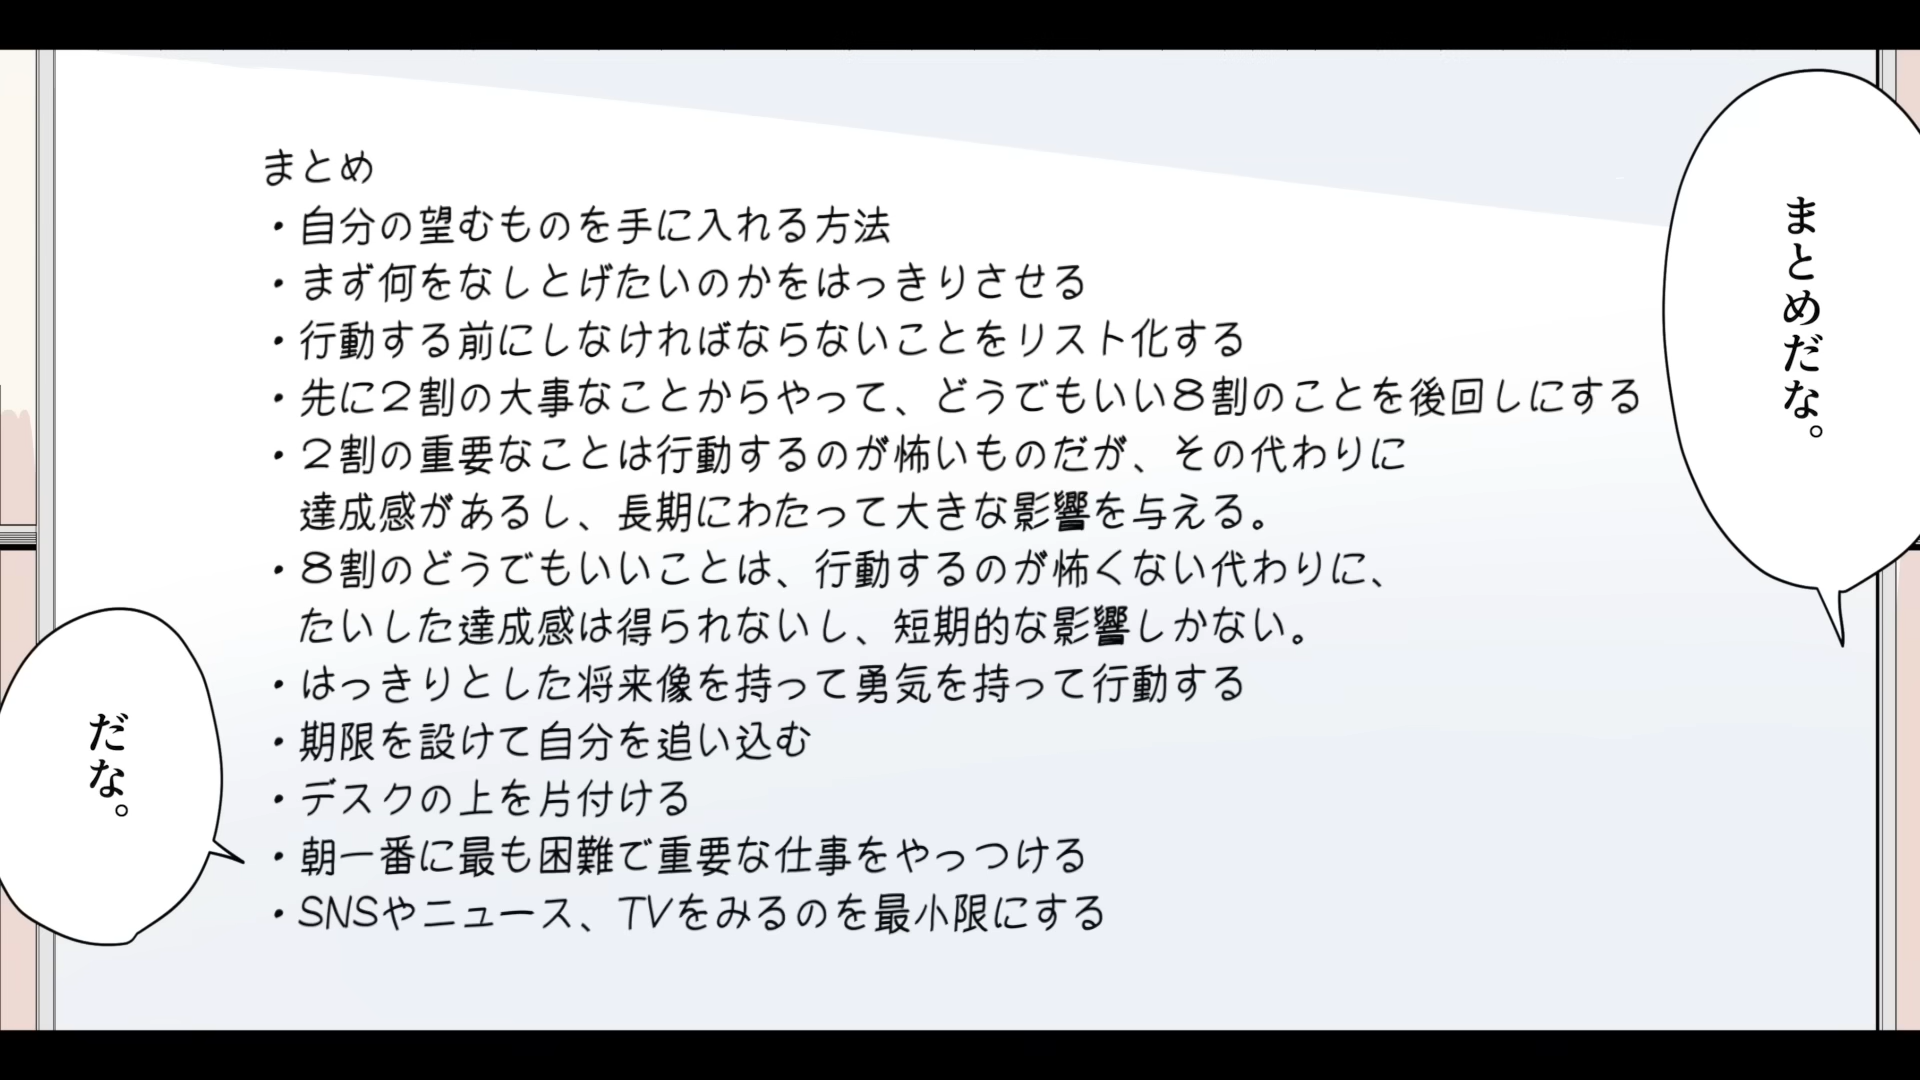 まとめ
・自分の望むものを手に入れる方法
・まず何をなしとげたいのかをはっきりさせる
・行動する前にしなければならないことをリスト化する
・先に２割の大事なことからやって、どうでもいい８割のことを後回しにする
・２割の重要なことは行動するのが怖いものだが、その代わりに
達成感があるし、長期にわたって大きな影響を与える。
・８割のどうでもいいことは、行動するのが怖くない代わりに、
たいした達成感は得られないし、短期的な影響しかない。
・はっきりとした将来像を持って勇気を持って行動する
・期限を設けて自分を追い込む
・デスクの上を片付ける
・朝一番に最も困難で重要な仕事をやっつける
・SNSやニュース、TVをみるのを最小限にする
まとめだな。
だな。